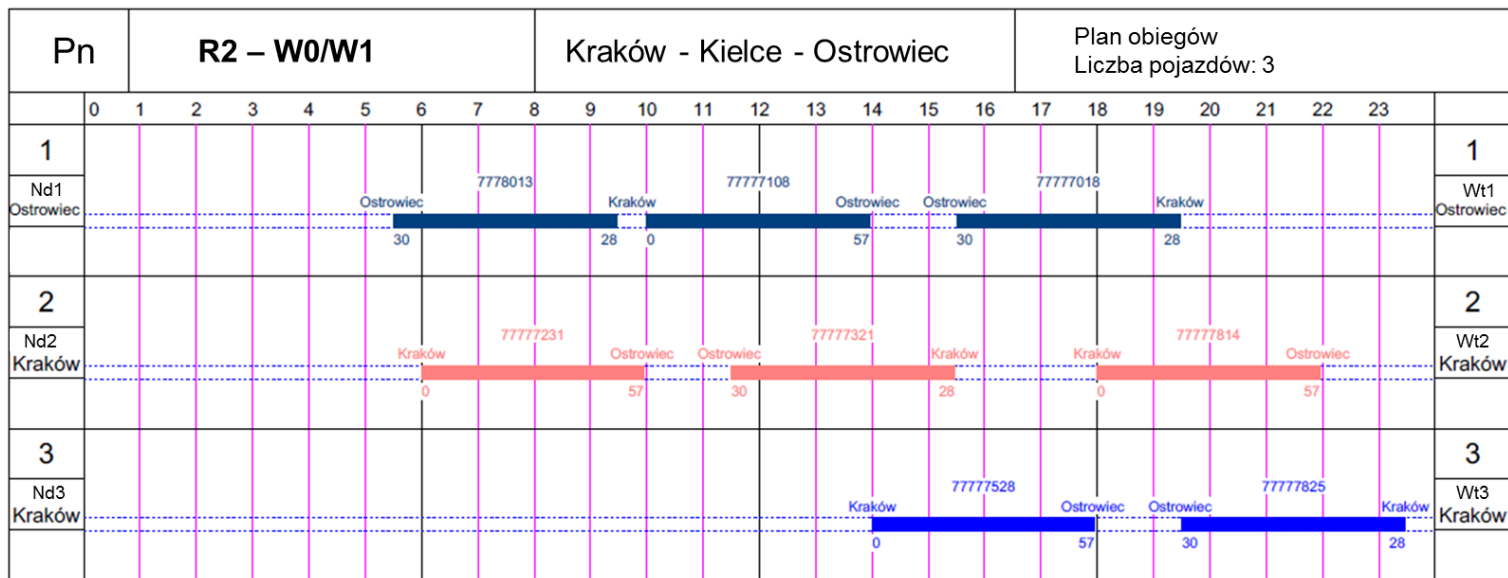 Pn
R2 – W0/W1
Kraków - Kielce - Ostrowiec
Plan obiegów
Liczba pojazdów: 3
0 1 2 3 4 5 6 7 8 9 10 11 12 13 14 15 16 17 18 19 20 21 22 23
1
Nd1
Ostrowiec
7778013 77777108 77777018
Ostrowiec Kraków Ostrowiec Ostrowiec Kraków
30 28 0 57 30 28
1
Wt1
Ostrowiec
2
Nd2
Kraków
77777231 77777321 77777814
Kraków Ostrowiec Ostrowiec Kraków Kraków Ostrowiec
0 57 30 28 0 57
2
Wt2
Kraków
3
Nd3
Kraków
77777528 77777825
Kraków Ostrowiec Ostrowiec Kraków
0 57 30 28
3
Wt3
Kraków